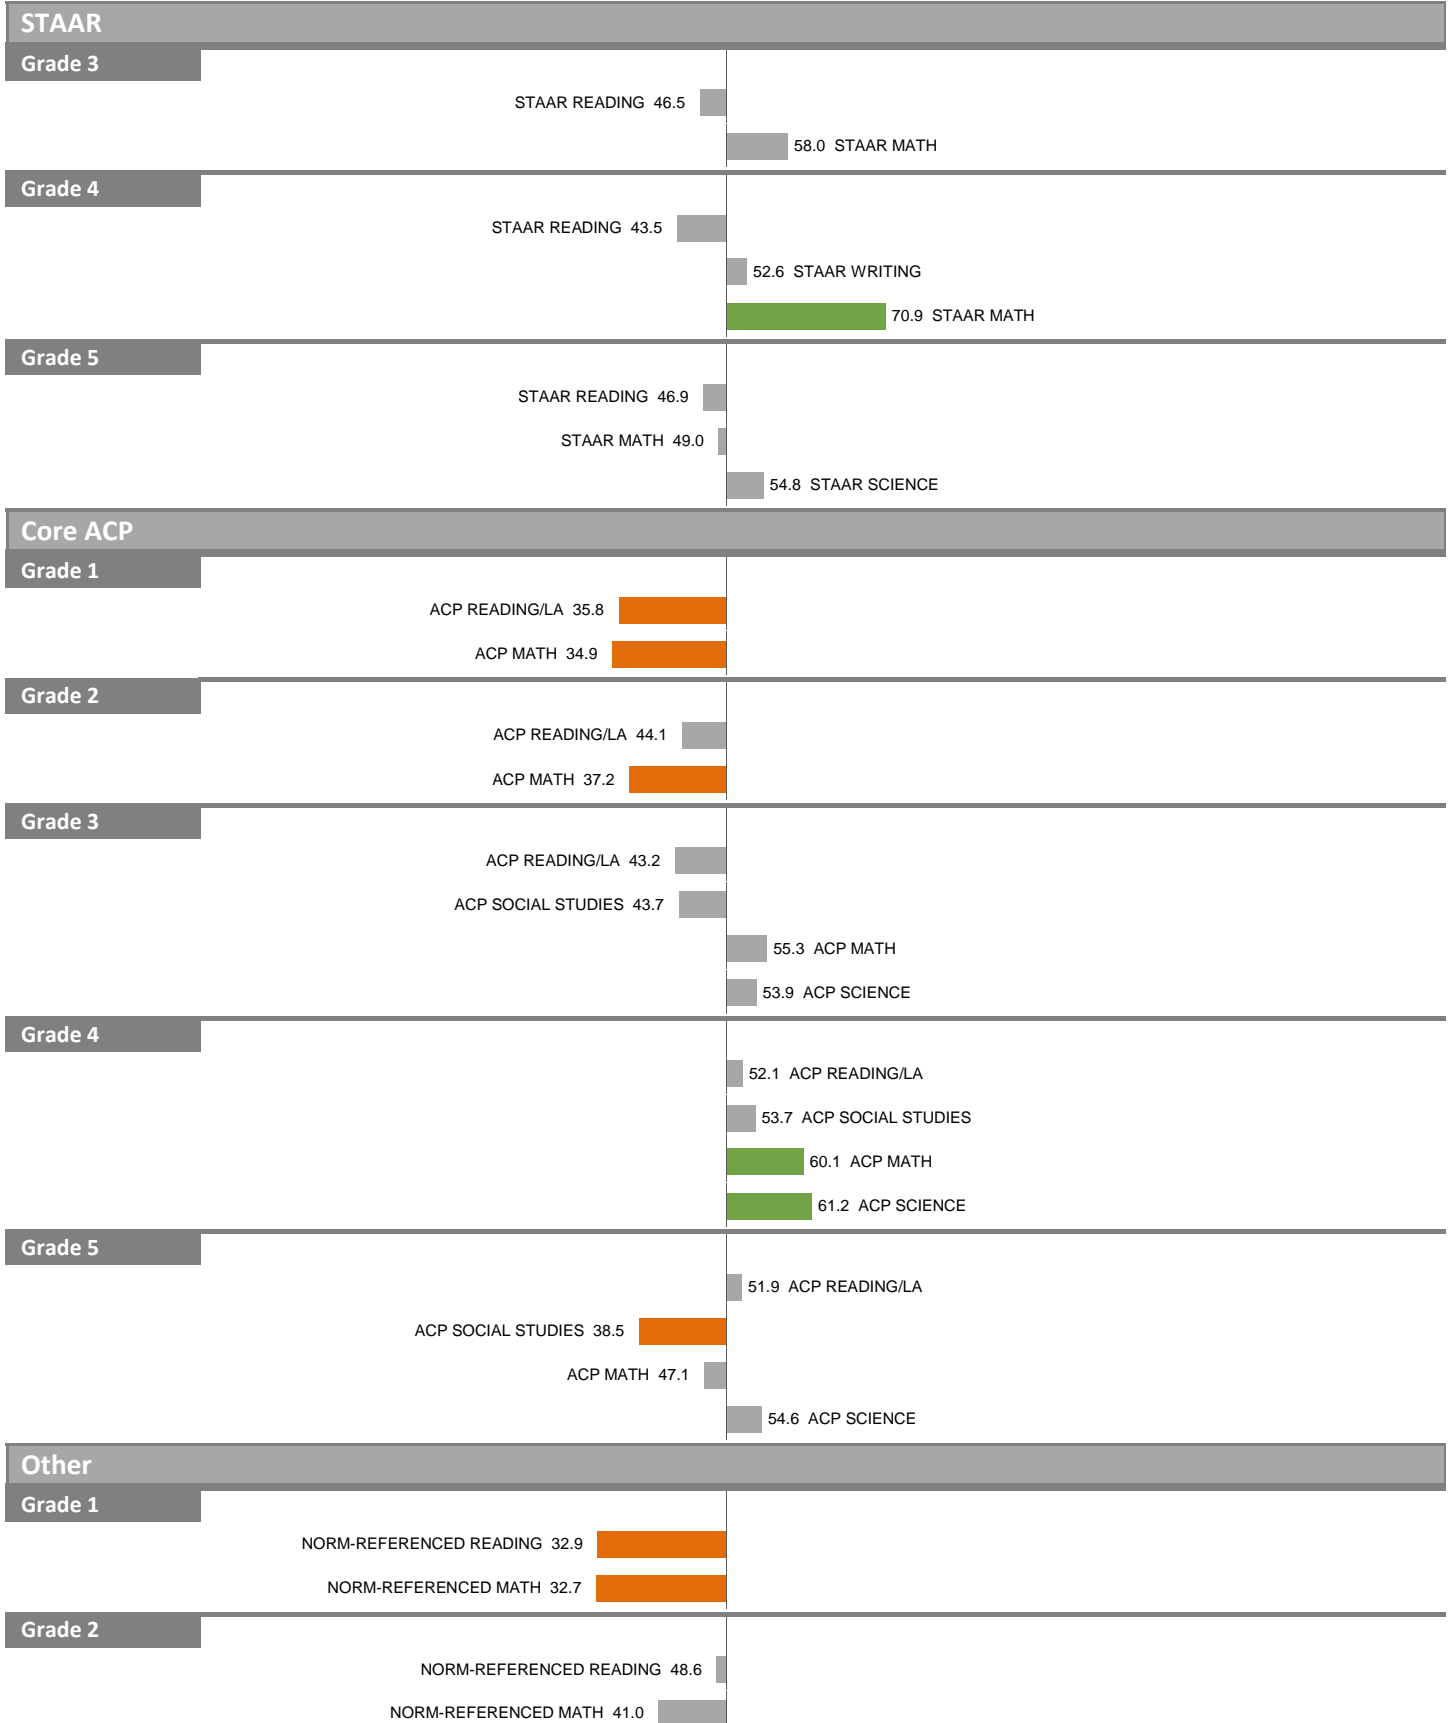 STAAR
Grade 3
STAAR READING 46.5
58.0 STAAR MATH
Grade 4
STAAR READING 43.5
52.6 STAAR WRITING
70.9 STAAR MATH
Grade 5
STAAR READING 46.9
STAAR MATH 49.0
54.8 STAAR SCIENCE
Core ACP
Grade 1
ACP READING/LA 35.8
ACP MATH 34.9
Grade 2
ACP READING/LA 44.1
ACP MATH 37.2
Grade 3
ACP READING/LA 43.2
ACP SOCIAL STUDIES 43.7
55.3 ACP MATH
53.9 ACP SCIENCE
Grade 4
52.1 ACP READING/LA
53.7 ACP SOCIAL STUDIES
60.1 ACP MATH
61.2 ACP SCIENCE
Grade 5
51.9 ACP READING/LA
ACP SOCIAL STUDIES 38.5
ACP MATH 47.1
54.6 ACP SCIENCE
Other
Grade 1
NORM-REFERENCED READING 32.9
NORM-REFERENCED MATH 32.7
Grade 2
NORM-REFERENCED READING 48.6
NORM-REFERENCED MATH 41.0